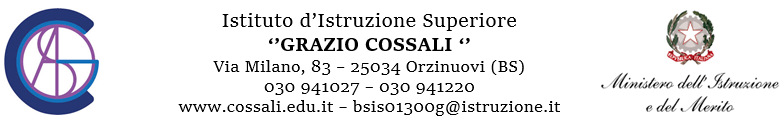 Istituto d’Istruzione Superiore
‘’GRAZIO COSSALI ‘’
Via Milano, 83 – 25034 Orzinuovi (BS)
030 941027 – 030 941220
www.cossali.edu.it – bsis01300g@istruzione.it
Ministero dell'Istruzione
e del Merito